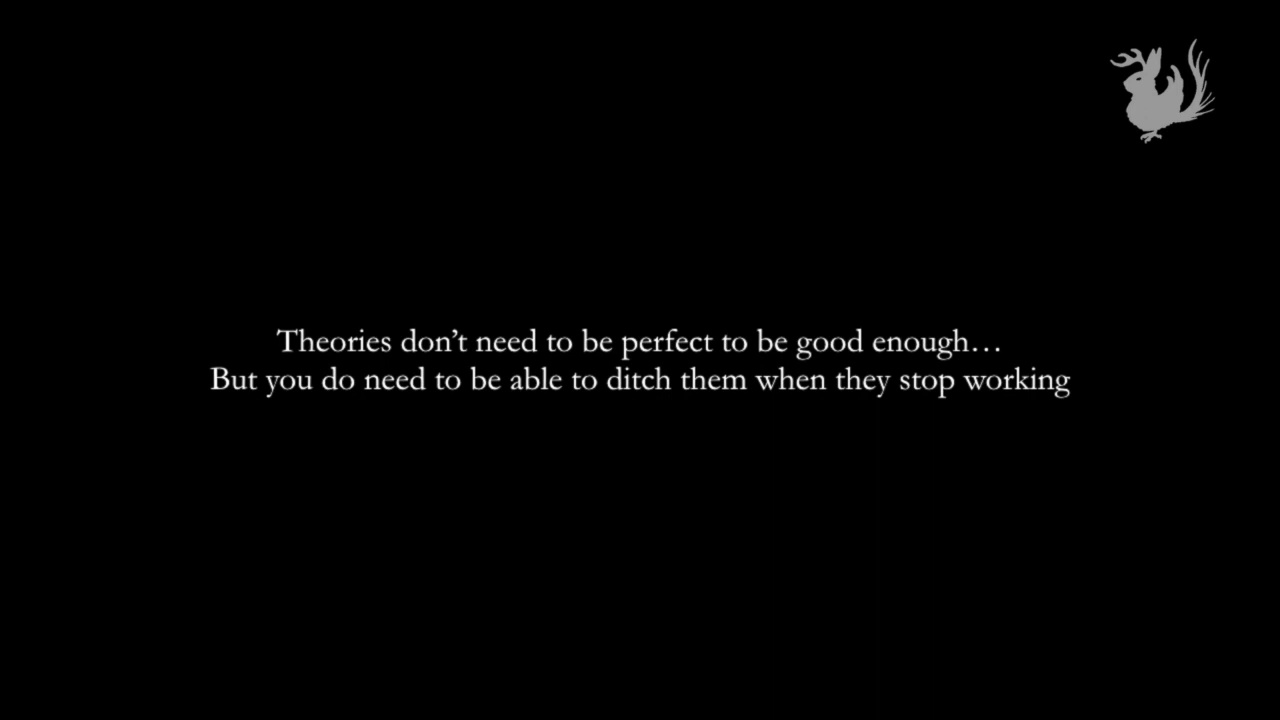 Theories don’t need to be perfect to be good enough…
But you do need to be able to ditch them when they stop working